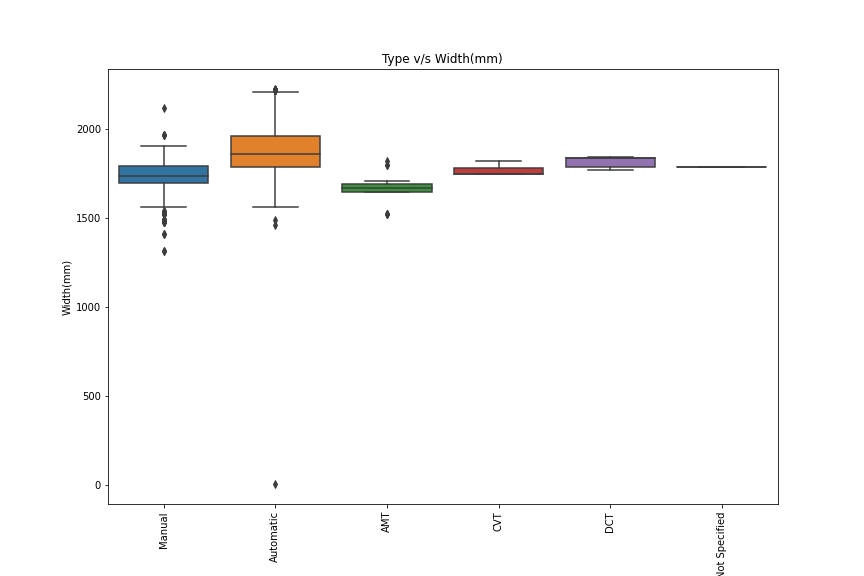 Type v/s Width(mm)
Width(mm)
2000
1500
1000
500
0
Manual
Automatic
AMT
CVT
DCT
Not Specified